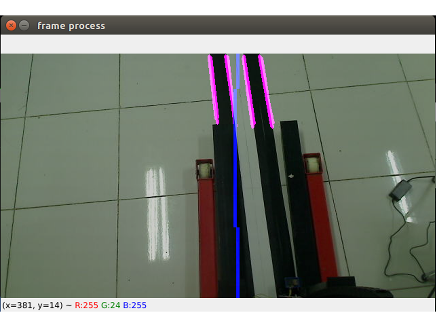 frame process
(x=381, y=14) ~ R:255 G:24 B:255